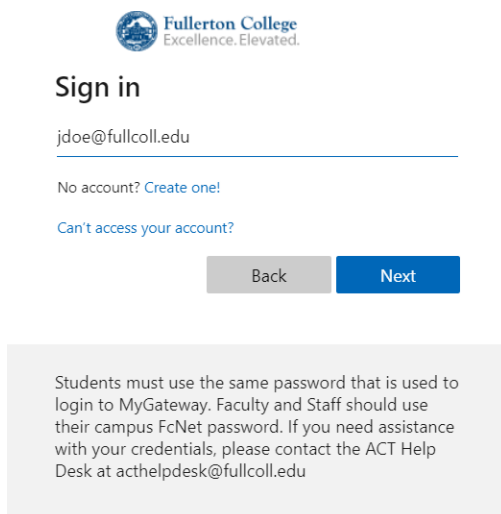 Fullerton College
Excellence. Elevated.
Sign in
jdoe@fullcoll.edu
No account? Create one!
Can't access your account?
Back
Next
Students must use the same password that is used to
login to MyGateway. Faculty and Staff should use
their campus FcNet password. If you need assistance
with your credentials, please contact the ACT Help
Desk at acthelpdesk@fullcoll.edu